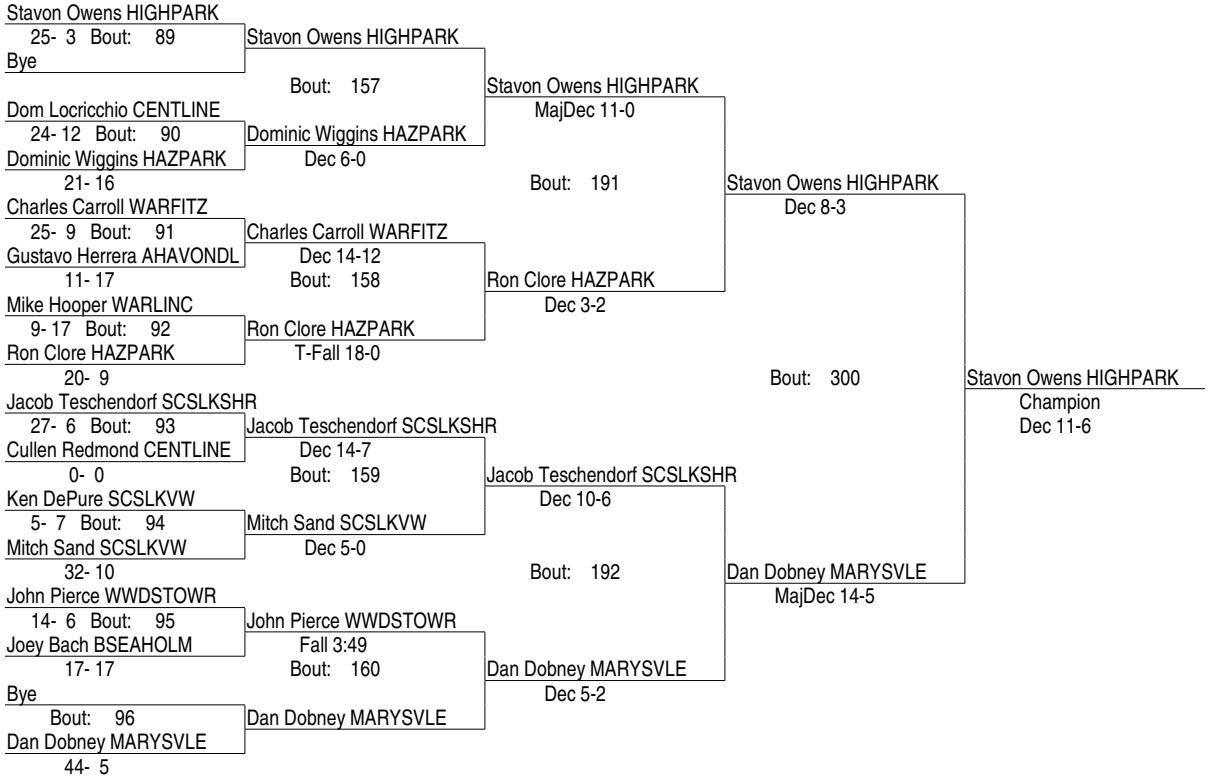 Stavon Owens HIGHPARK
25- 3 Bout: 89
Bye
Dom Locricchio CENTLINE
24- 12 Bout: 90
Dominic Wiggins HAZPARK
21- 16
Charles Carroll WARFITZ
25- 9 Bout: 91
Gustavo Herrera AHAVONDL
11- 17
Mike Hooper WARLINC
9- 17 Bout: 92
Ron Clore HAZPARK
20- 9
Jacob Teschendorf SCSLKSHR
27- 6 Bout: 93
Cullen Redmond CENTLINE
0- 0
Ken DePure SCSLKVW
5- 7 Bout: 94
Mitch Sand SCSLKVW
32- 10
John Pierce WWDSTOWR
14- 6 Bout: 95
Joey Bach BSEAHOLM
17- 17
Bye
Bout: 96
Dan Dobney MARYSVLE
44- 5
Stavon Owens HIGHPARK
Bout: 157
Dominic Wiggins HAZPARK
Dec 6-0
Charles Carroll WARFITZ
Dec 14-12
Bout: 158
Ron Clore HAZPARK
T-Fall 18-0
Jacob Teschendorf SCSLKSHR
Dec 14-7
Bout: 159
Mitch Sand SCSLKVW
Dec 5-0
John Pierce WWDSTOWR
Fall 3:49
Bout: 160
Dan Dobney MARYSVLE
Stavon Owens HIGHPARK
MajDec 11-0
Bout: 191
Ron Clore HAZPARK
Dec 3-2
Jacob Teschendorf SCSLKSHR
Dec 10-6
Bout: 192
Dan Dobney MARYSVLE
Dec 5-2
Stavon Owens HIGHPARK
Dec 8-3
Bout: 300
Dan Dobney MARYSVLE
MajDec 14-5
Stavon Owens HIGHPARK
Champion
Dec 11-6